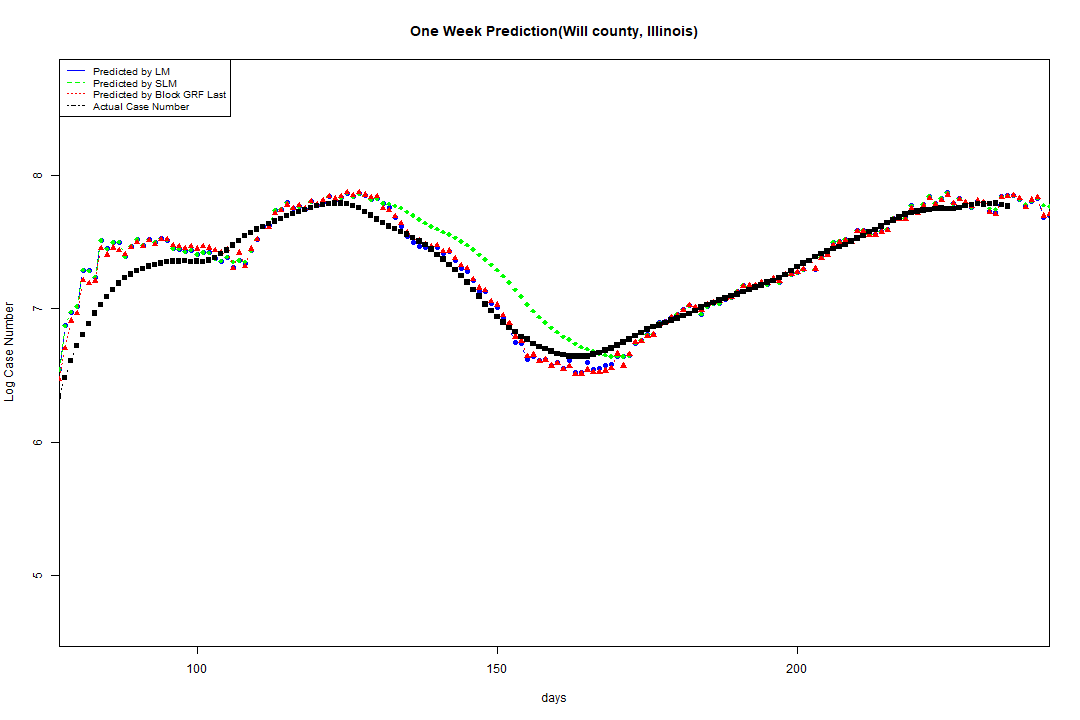 One Week Prediction(Will county, Illinois)
Predicted by LM
Predicted by SLM
Predicted by Block GRF Last
Actual Case Number
8
7
6
5
Log Case Number
100
150
200
days